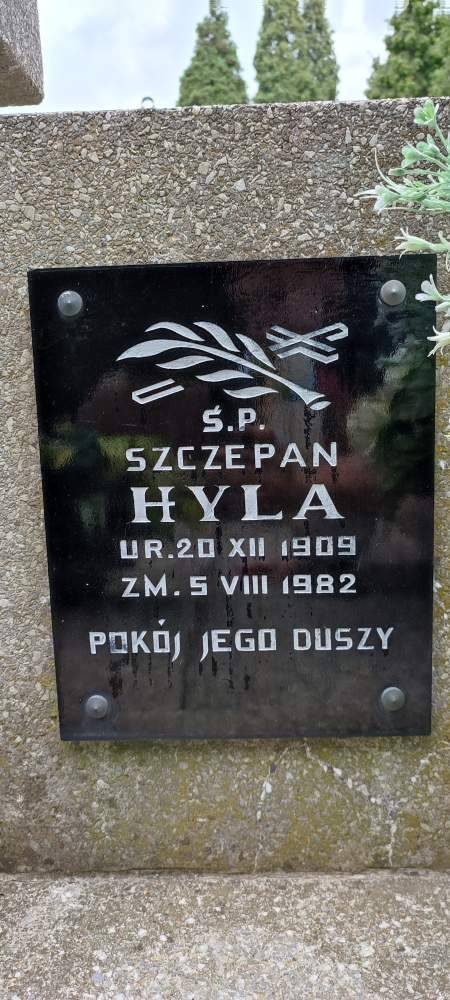 Ś.P.
SZCZEPAN
HYLA
UR. 20 XII 1909
ZM. 5 VIII 1982
POKÓJ JEGO DUSZY